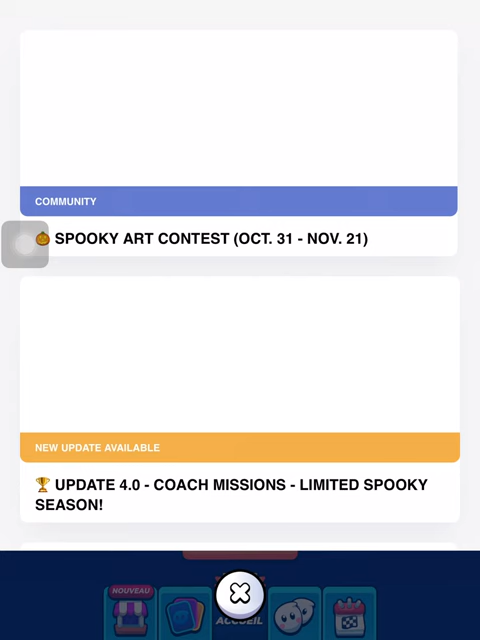 COMMUNITY
🎃 SPOOKY ART CONTEST (OCT. 31 - NOV. 21)
NEW UPDATE AVAILABLE
🏆 UPDATE 4.0 - COACH MISSIONS - LIMITED SPOOKY
SEASON!
NOUVEAU
ACCUEIL